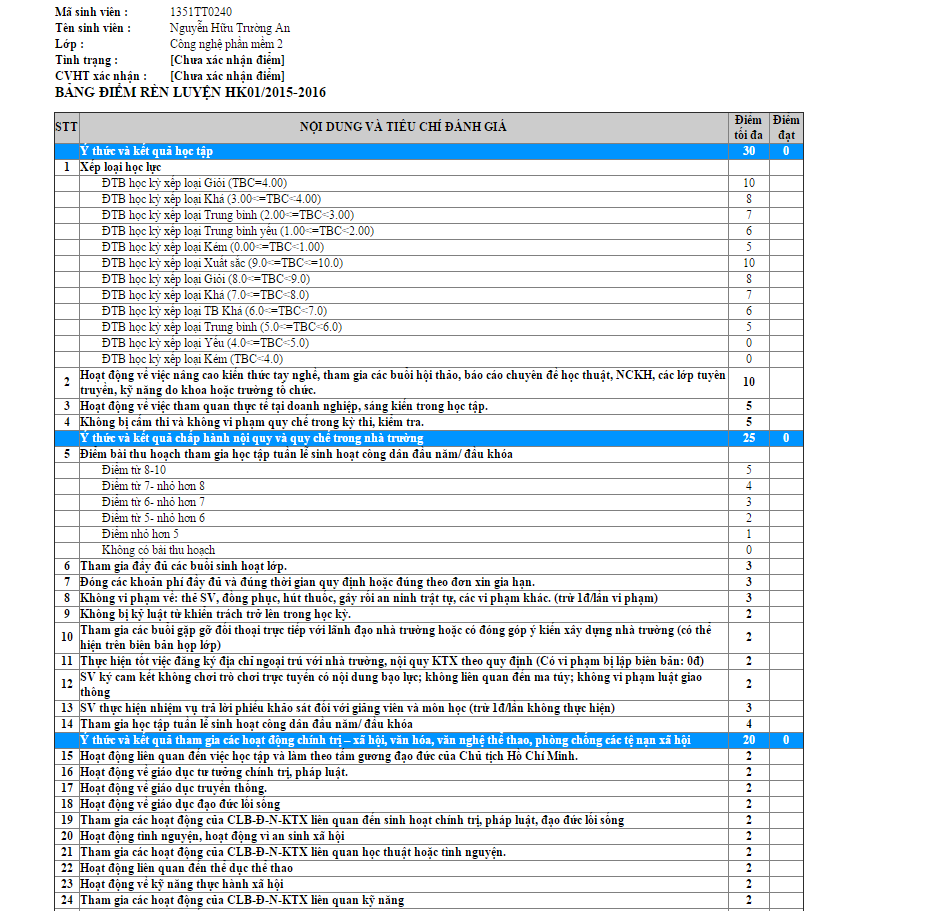 Mã sinh viên : 1351TT0240
Tên sinh viên : Nguyễn Hữu Trường An
Lớp : Công nghệ phần mềm 2
Tình trạng : [Chưa xác nhận điểm]
CVHT xác nhận : [Chưa xác nhận điểm]
BẢNG ĐIỂM RÈN LUYỆN HK01/2015-2016
STT NỘI DUNG VÀ TIÊU CHÍ ĐÁNH GIÁ Điểm tối đa Điểm đạt
Ý thức và kết quả học tập 30 0
1 Xếp loại học lực
ĐTB học kỳ xếp loại Giỏi (TBC=4.00) 10
ĐTB học kỳ xếp loại Khá (3.00<=TBC<4.00) 8
ĐTB học kỳ xếp loại Trung bình (2.00<=TBC<3.00) 7
ĐTB học kỳ xếp loại Trung bình yếu (1.00<=TBC<2.00) 6
ĐTB học kỳ xếp loại Kém (0.00<=TBC<1.00) 5
ĐTB học kỳ xếp loại Xuất sắc (9.0<=TBC<=10.0) 10
ĐTB học kỳ xếp loại Giỏi (8.0<=TBC<9.0) 8
ĐTB học kỳ xếp loại Khá (7.0<=TBC<8.0) 7
ĐTB học kỳ xếp loại TB Khá (6.0<=TBC<7.0) 6
ĐTB học kỳ xếp loại Trung bình (5.0<=TBC<6.0) 5
ĐTB học kỳ xếp loại Yếu (4.0<=TBC<5.0) 0
ĐTB học kỳ xếp loại Kém (TBC<4.0) 0
2 Hoạt động về việc nâng cao kiến thức tay nghề, tham gia các buổi hội thảo, báo cáo chuyên đề học thuật, NCKH, các lớp tuyên
truyền, kỹ năng do khoa hoặc trường tổ chức. 10
3 Hoạt động về việc tham quan thực tế tại doanh nghiệp, sáng kiến trong học tập. 5
4 Không bị cấm thi và không vi phạm quy chế trong kỳ thi, kiểm tra. 5
Ý thức và kết quả chấp hành nội quy và quy chế trong nhà trường 25 0
5 Điểm bài thu hoạch tham gia học tập tuần lễ sinh hoạt công dân đầu năm/ đầu khóa
Điểm từ 8-10 5
Điểm từ 7- nhỏ hơn 8 4
Điểm từ 6- nhỏ hơn 7 3
Điểm từ 5- nhỏ hơn 6 2
Điểm nhỏ hơn 5 1
Không có bài thu hoạch 0
6 Tham gia đầy đủ các buổi sinh hoạt lớp. 3
7 Đóng các khoản phí đầy đủ và đúng thời gian quy định hoặc đúng theo đơn xin gia hạn. 3
8 Không vi phạm về: thẻ SV, đồng phục, hút thuốc, gây rối an ninh trật tự, các vi phạm khác. (trừ 1đ/lần vi phạm) 3
9 Không bị kỷ luật từ khiển trách trở lên trong học kỳ. 2
10 Tham gia các buổi gặp gỡ đối thoại trực tiếp với lãnh đạo nhà trường hoặc có đóng góp ý kiến xây dựng nhà trường (có thể
hiện trên biên bản họp lớp) 2
11 Thực hiện tốt việc đăng ký địa chỉ ngoại trú với nhà trường, nội quy KTX theo quy định (Có vi phạm bị lập biên bản: 0đ) 2
12 SV ký cam kết không chơi trò chơi trực tuyến có nội dung bạo lực; không liên quan đến ma túy; không vi phạm luật giao
thông 2
13 SV thực hiện nhiệm vụ trả lời phiếu khảo sát đối với giảng viên và môn học (trừ 1đ/lần không thực hiện) 3
14 Tham gia học tập tuần lễ sinh hoạt công dân đầu năm/ đầu khóa 4
Ý thức và kết quả tham gia các hoạt động chính trị – xã hội, văn hóa, văn nghệ thể thao, phòng chống các tệ nạn xã hội 20 0
15 Hoạt động liên quan đến việc học tập và làm theo tấm gương đạo đức của Chủ tịch Hồ Chí Minh. 2
16 Hoạt động về giáo dục tư tưởng chính trị, pháp luật. 2
17 Hoạt động về giáo dục truyền thống. 2
18 Hoạt động về giáo dục đạo đức lối sống 2
19 Tham gia các hoạt động của CLB-Đ-N-KTX liên quan đến sinh hoạt chính trị, pháp luật, đạo đức lối sống 2
20 Hoạt động tình nguyện, hoạt động vì an sinh xã hội 2
21 Tham gia các hoạt động của CLB-Đ-N-KTX liên quan học thuật hoặc tình nguyện. 2
22 Hoạt động liên quan đến thể dục thể thao 2
23 Hoạt động về kỹ năng thực hành xã hội 2
24 Tham gia các hoạt động của CLB-Đ-N-KTX liên quan kỹ năng 2